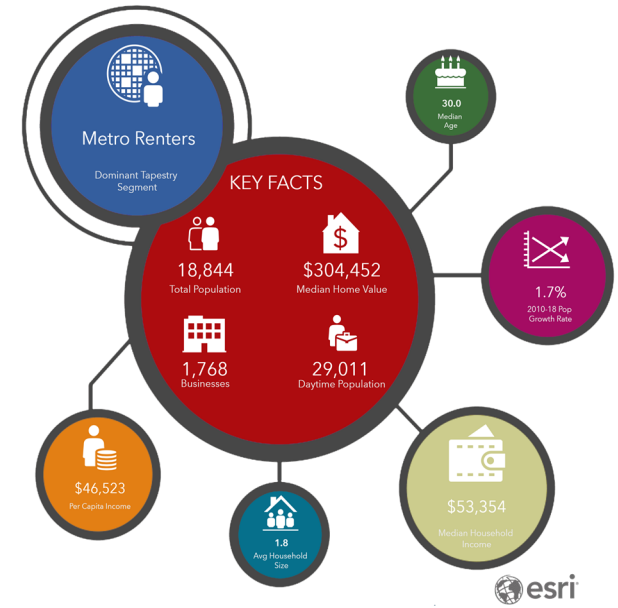 Metro Renters
Dominant Tapestry
Segment
KEY FACTS
18,844
Total Population
$304,452
Median Home Value
1,768
Businesses
29,011
Daytime Population
30.0
Median
Age
1.7%
2010-18 Pop
Growth Rate
$46,523
Per Capita Income
1.8
Avg Household
Size
$53,354
Median Household
Income
esri